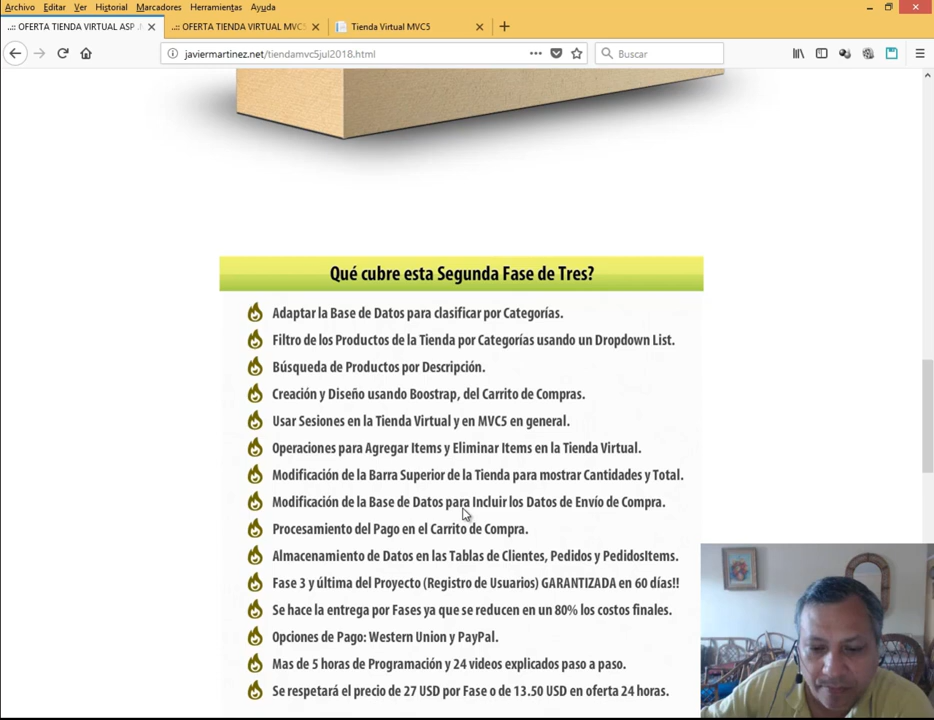 Archivo Editar Ver Historial Marcadores Herramientas Ayuda
..:: OFERTA TIENDA VIRTUAL ASP ..:: OFERTA TIENDA VIRTUAL MVC5 Tienda Virtual MVC5
javiermartinez.net/tiendamvc5jul2018.html Buscar
Qué cubre esta Segunda Fase de Tres?
Adaptar la Base de Datos para clasificar por Categorías.
Filtro de los Productos de la Tienda por Categorías usando un Dropdown List.
Búsqueda de Productos por Descripción.
Creación y Diseño usando Boostrap, del Carrito de Compras.
Usar Sesiones en la Tienda Virtual y en MVC5 en general.
Operaciones para Agregar Items y Eliminar Items en la Tienda Virtual.
Modificación de la Barra Superior de la Tienda para mostrar Cantidades y Total.
Modificación de la Base de Datos para Incluir los Datos de Envío de Compra.
Procesamiento del Pago en el Carrito de Compra.
Almacenamiento de Datos en las Tablas de Clientes, Pedidos y PedidosItems.
Fase 3 y última del Proyecto (Registro de Usuarios) GARANTIZADA en 60 días!!
Se hace la entrega por Fases ya que se reducen en un 80% los costos finales.
Opciones de Pago: Western Union y PayPal.
Mas de 5 horas de Programación y 24 videos explicados paso a paso.
Se respetará el precio de 27 USD por Fase o de 13.50 USD en oferta 24 horas.